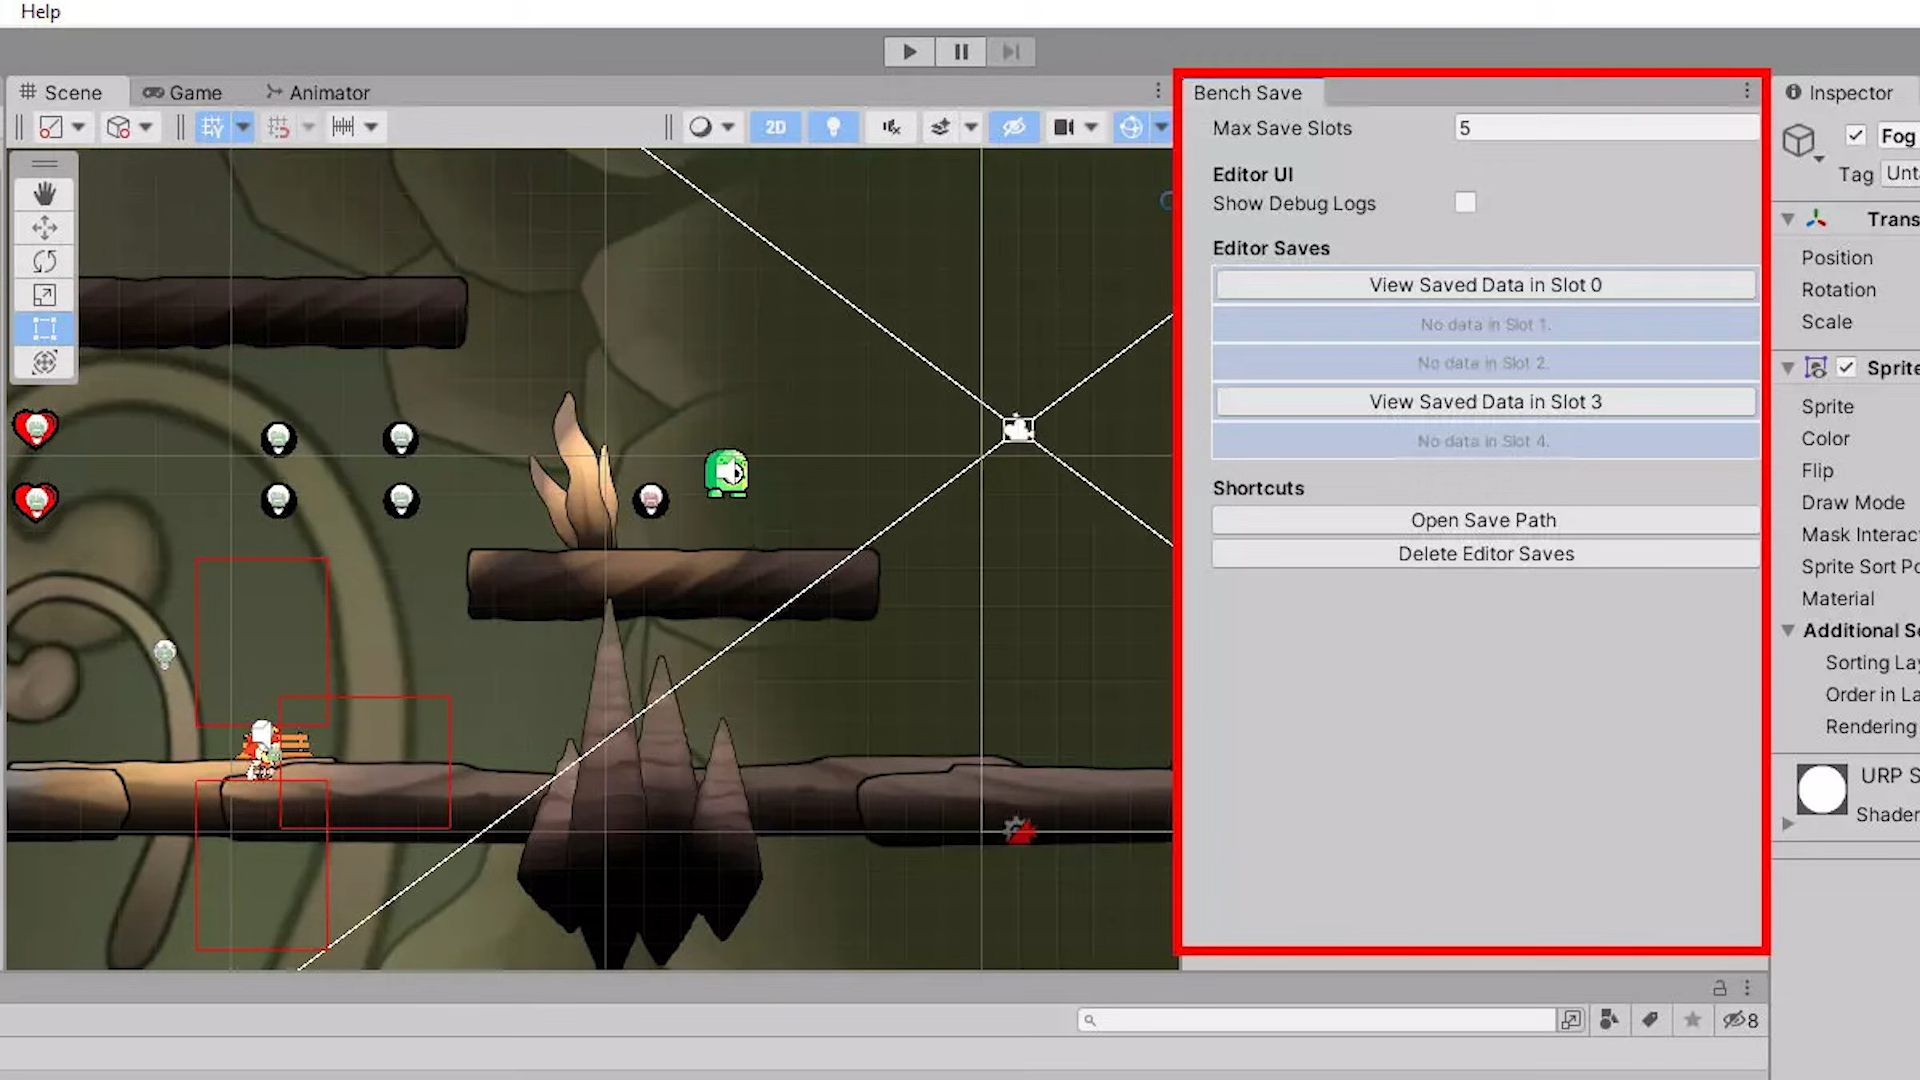 Help
Scene
Game
Animator
2D
Bench Save
Max Save Slots
5
Editor UI
Show Debug Logs
Editor Saves
View Saved Data in Slot 0
No data in Slot 1.
No data in Slot 2.
View Saved Data in Slot 3
No data in Slot 4.
Shortcuts
Open Save Path
Delete Editor Saves
Inspector
Fog
Tag Unta
Trans
Position
Rotation
Scale
Sprite
Sprite
Color
Flip
Draw Mode
Mask Interac
Sprite Sort Po
Material
Additional Se
Sorting Lay
Order in La
Rendering
URP S
Shader
8